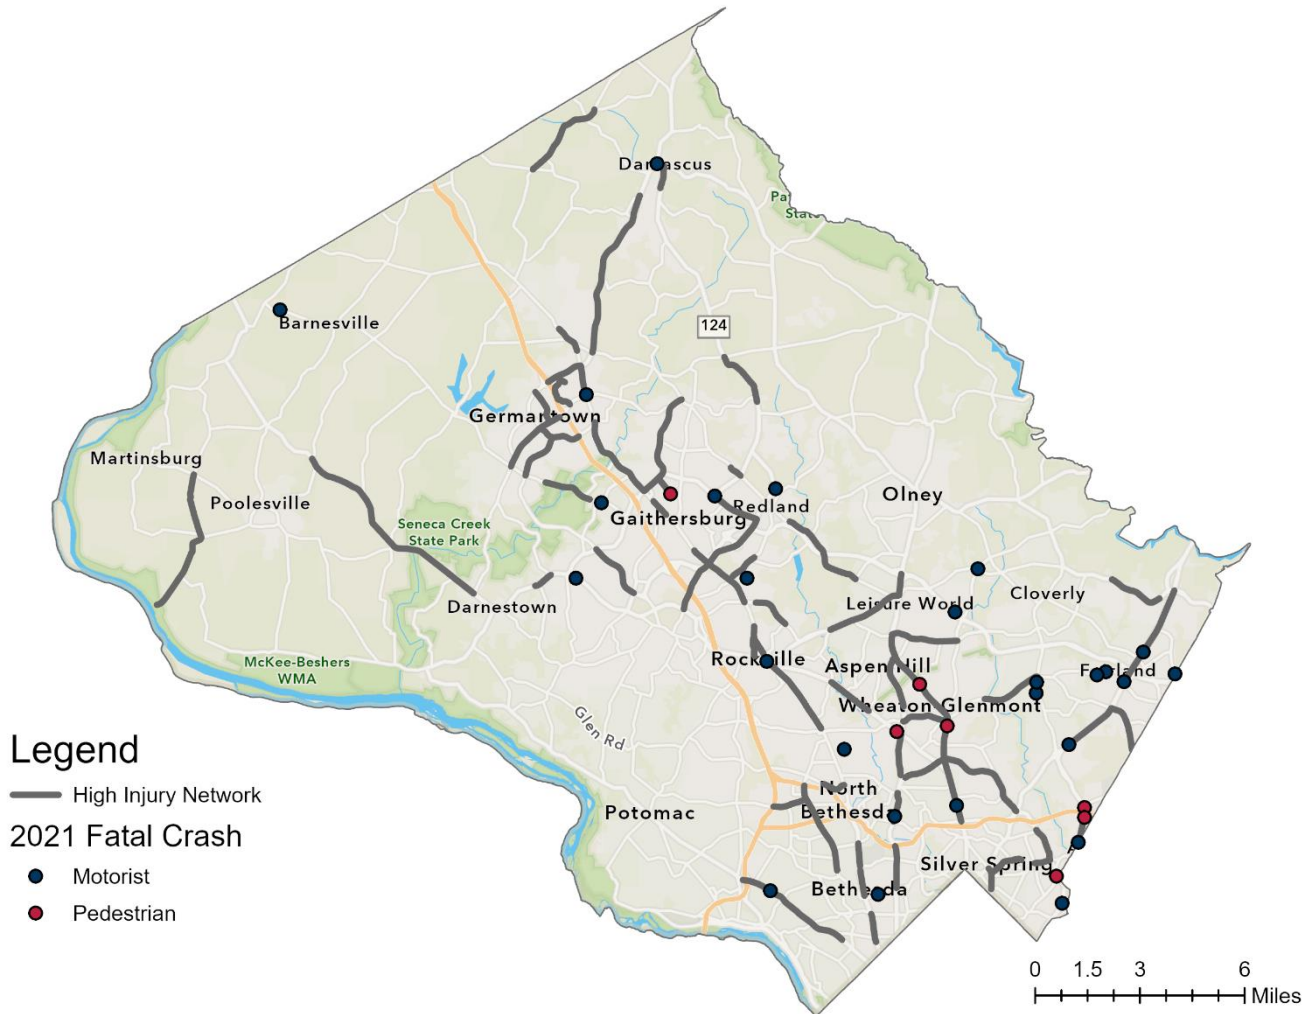 Damascus
Pa
State
Barnesville
124
Germantown
Martinsburg
Poolesville
Olney
Redland
Gaithersburg
Seneca Creek
State Park
Darnestown
Cloverly
Leisure World
McKee-Beshers
WMA
Rockville
Aspen Hill
Fairland
Wheaton Glenmont
Glen Rd
North
Bethesda
Potomac
Silver Spring
Bethesda
Legend
High Injury Network
2021 Fatal Crash
Motorist
Pedestrian
0 1.5 3 6
Miles